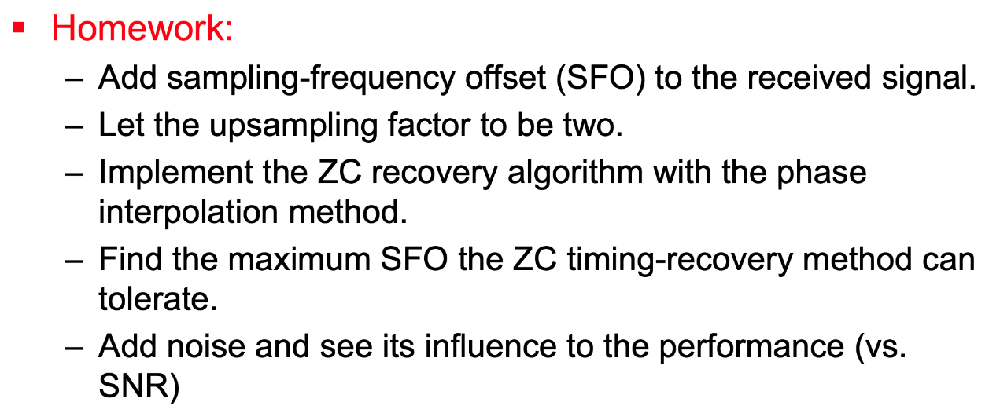 ▪ Homework:
– Add sampling-frequency offset (SFO) to the received signal.
– Let the upsampling factor to be two.
– Implement the ZC recovery algorithm with the phase
interpolation method.
– Find the maximum SFO the ZC timing-recovery method can
tolerate.
– Add noise and see its influence to the performance (vs.
SNR)